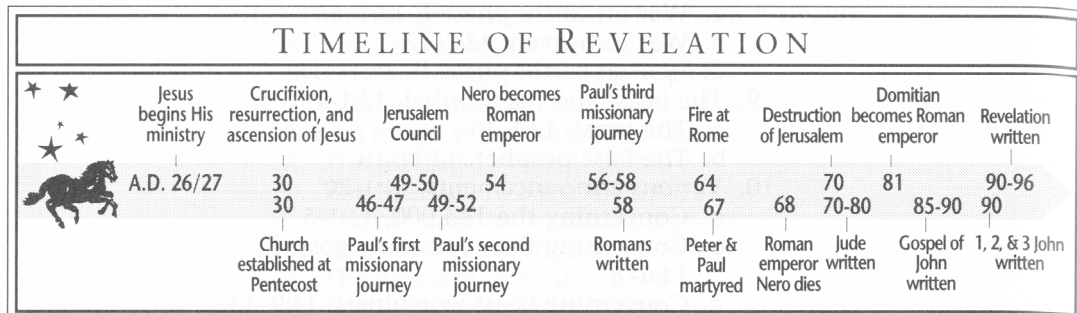 TIMELINE OF REVELATION
Jesus
begins His
ministry
Crucifixion,
resurrection, and
ascension of Jesus
Jerusalem
Council
Nero becomes
Roman
emperor
Paul's third
missionary
journey
Fire at
Rome
Destruction
of Jerusalem
Domitian
becomes Roman
emperor
Revelation
written
A.D. 26/27 30 49-50 54 56-58 64 70 81 90-96
30 46-47 49-52 58 67 68 70-80 85-90 90
Church
established at
Pentecost
Paul's first
missionary
journey
Paul's second
missionary
journey
Romans
written
Peter &
Paul
martyred
Roman
emperor
Nero dies
Jude
written
Gospel of
John
written
1, 2, & 3 John
written